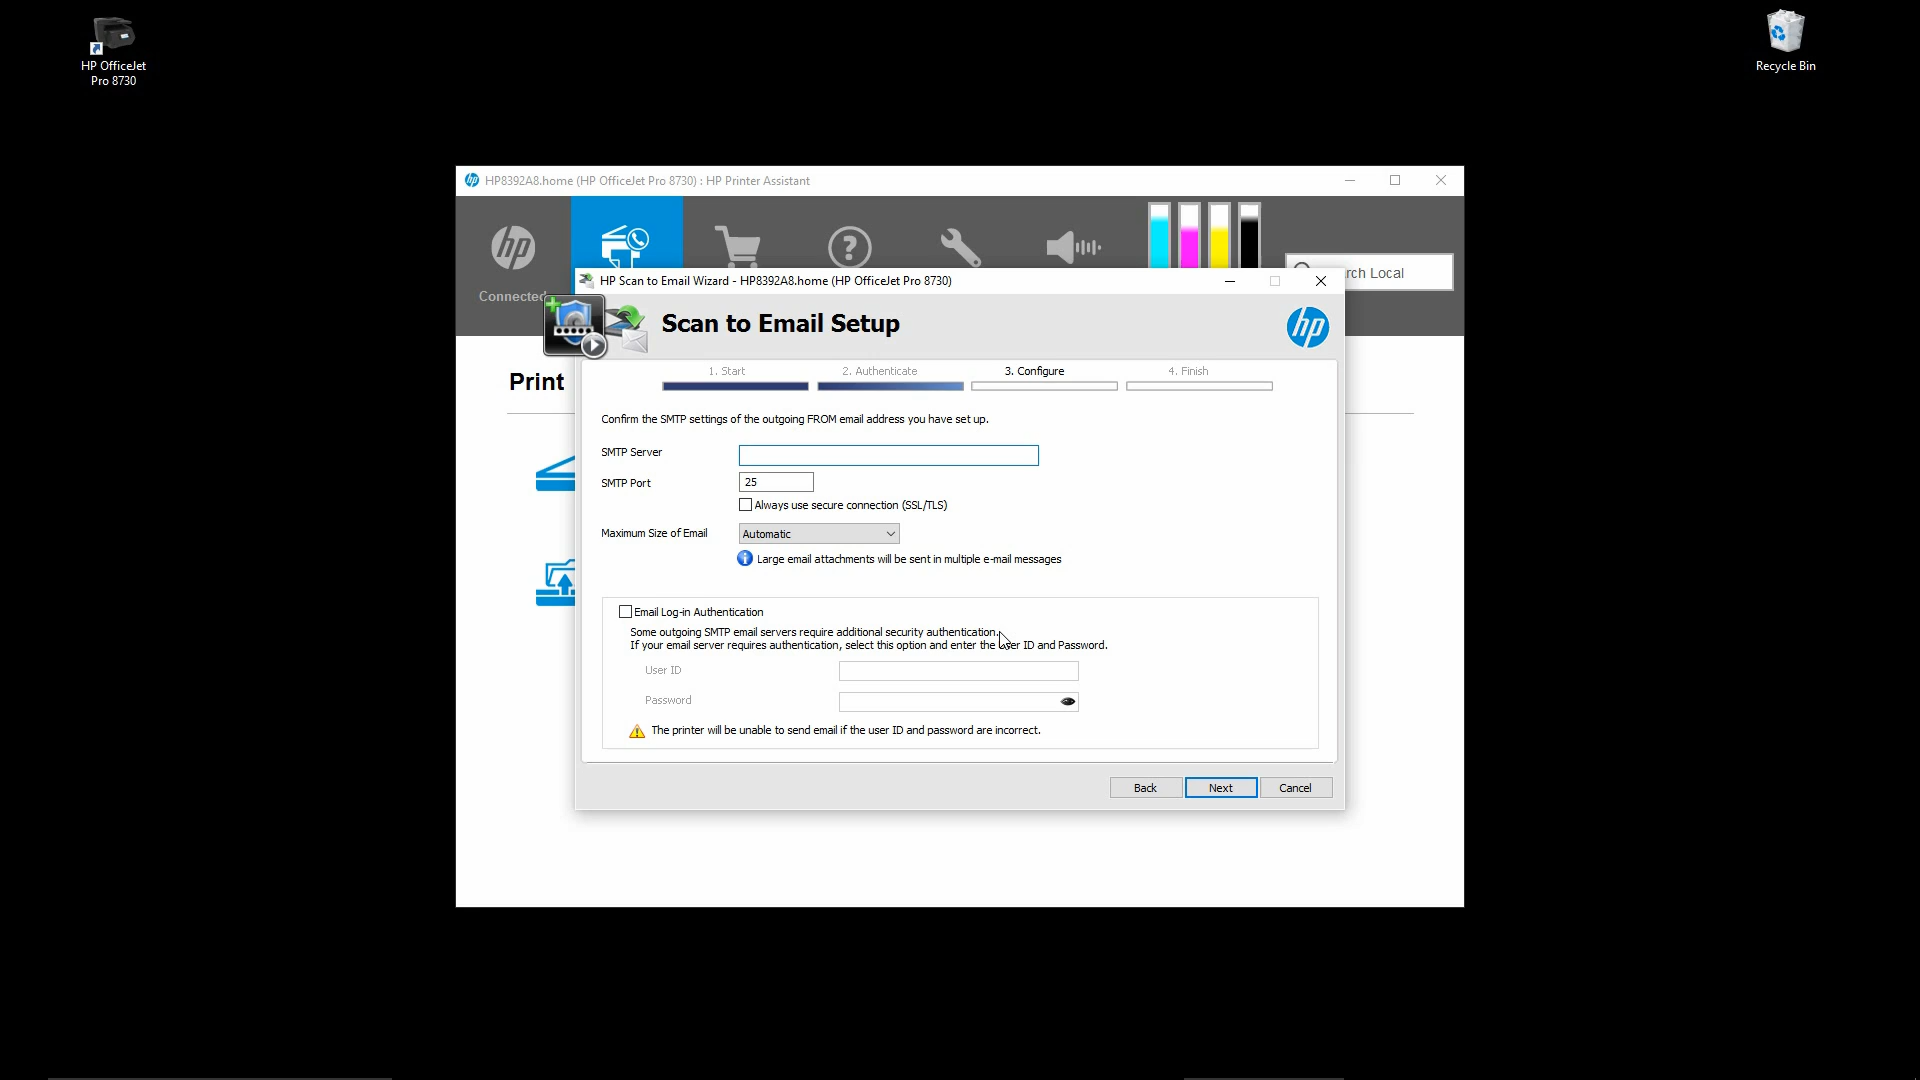 HP OfficeJet
Pro 8730
Recycle Bin
hp HP8392A8.home (HP OfficeJet Pro 8730) : HP Printer Assistant
hp
?
Connected
rch Local
HP Scan to Email Wizard - HP8392A8.home (HP OfficeJet Pro 8730)
Scan to Email Setup
hp
Print
1. Start
2. Authenticate
3. Configure
4. Finish
Confirm the SMTP settings of the outgoing FROM email address you have set up.
SMTP Server
SMTP Port
25
Always use secure connection (SSL/TLS)
Maximum Size of Email
Automatic
Large email attachments will be sent in multiple e-mail messages
Email Log-in Authentication
Some outgoing SMTP email servers require additional security authentication.
If your email server requires authentication, select this option and enter the User ID and Password.
User ID
Password
The printer will be unable to send email if the user ID and password are incorrect.
Back
Next
Cancel